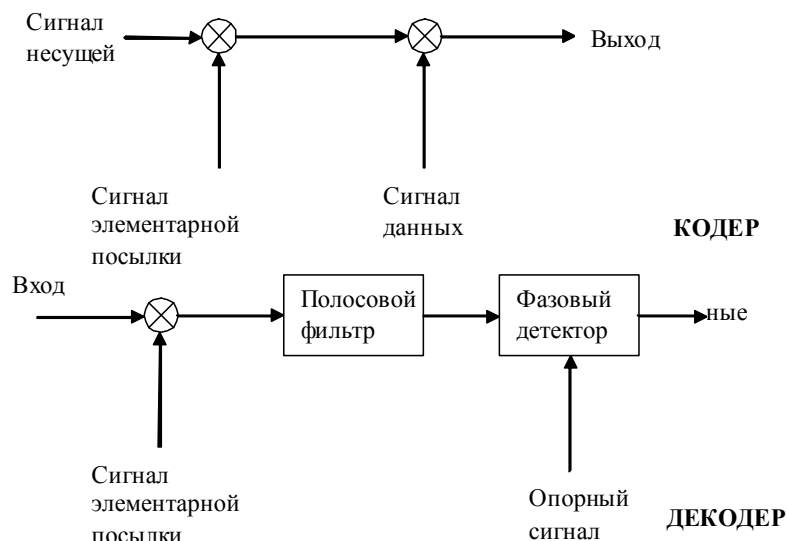 Сигнал
несущей
Выход
Сигнал
элементарной
посылки
Сигнал
данных
КОДЕР
Вход
Полосовой
фильтр
Фазовый
детектор
ные
Сигнал
элементарной
посылки
Опорный
сигнал
ДЕКОДЕР